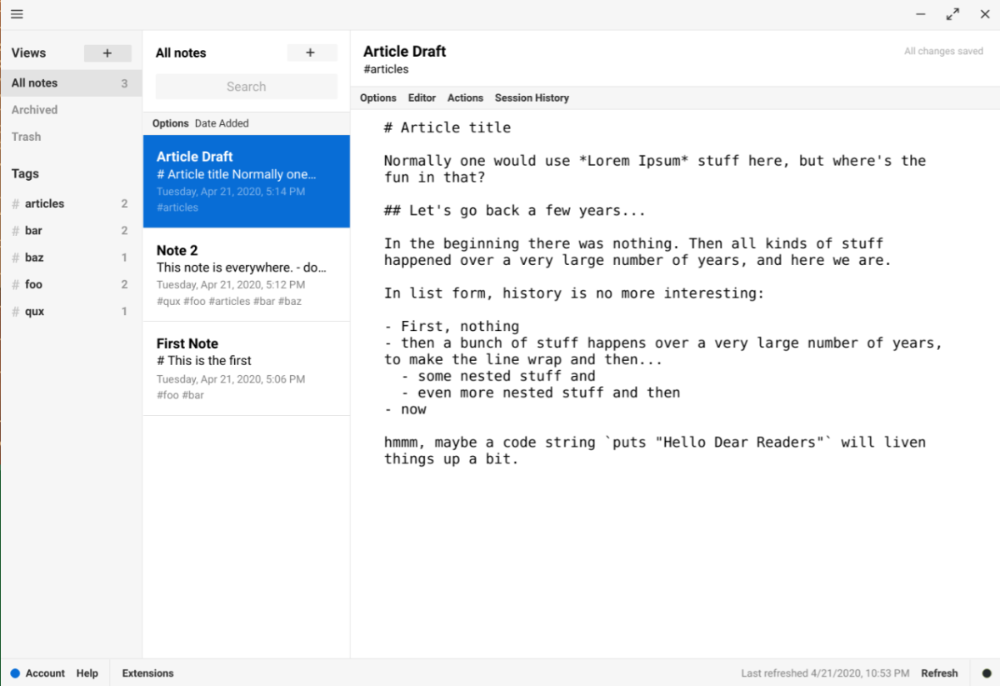 Views +
All notes 3
Archived
Trash
Tags
# articles 2
# bar 2
# baz 1
# foo 2
# qux 1
All notes +
Search
Options Date Added
Article Draft
# Article title Normally one...
Tuesday, Apr 21, 2020, 5:14 PM
#articles
Note 2
This note is everywhere. - do...
Tuesday, Apr 21, 2020, 5:12 PM
#qux #foo #articles #bar #baz
First Note
# This is the first
Tuesday, Apr 21, 2020, 5:06 PM
#foo #bar
Article Draft
All changes saved
#articles
Options Editor Actions Session History
# Article title
Normally one would use *Lorem Ipsum* stuff here, but where's the
fun in that?
## Let's go back a few years...
In the beginning there was nothing. Then all kinds of stuff
happened over a very large number of years, and here we are.
In list form, history is no more interesting:
- First, nothing
- then a bunch of stuff happens over a very large number of years,
to make the line wrap and then...
- some nested stuff and
- even more nested stuff and then
- now
hmmm, maybe a code string `puts "Hello Dear Readers"` will liven
things up a bit.
Account Help Extensions
Last refreshed 4/21/2020, 10:53 PM Refresh